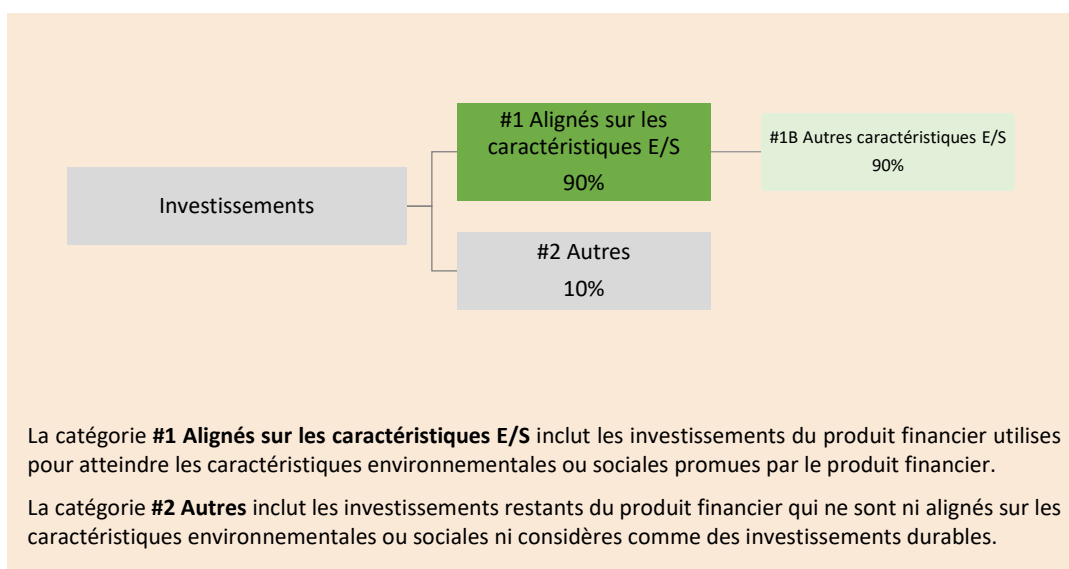 #1 Alignés sur les
caractéristiques E/S
90%
#1B Autres caractéristiques E/S
90%
Investissements
#2 Autres
10%
La catégorie #1 Alignés sur les caractéristiques E/S inclut les investissements du produit financier utilises
pour atteindre les caractéristiques environnementales ou sociales promues par le produit financier.
La catégorie #2 Autres inclut les investissements restants du produit financier qui ne sont ni alignés sur les
caractéristiques environnementales ou sociales ni considères comme des investissements durables.